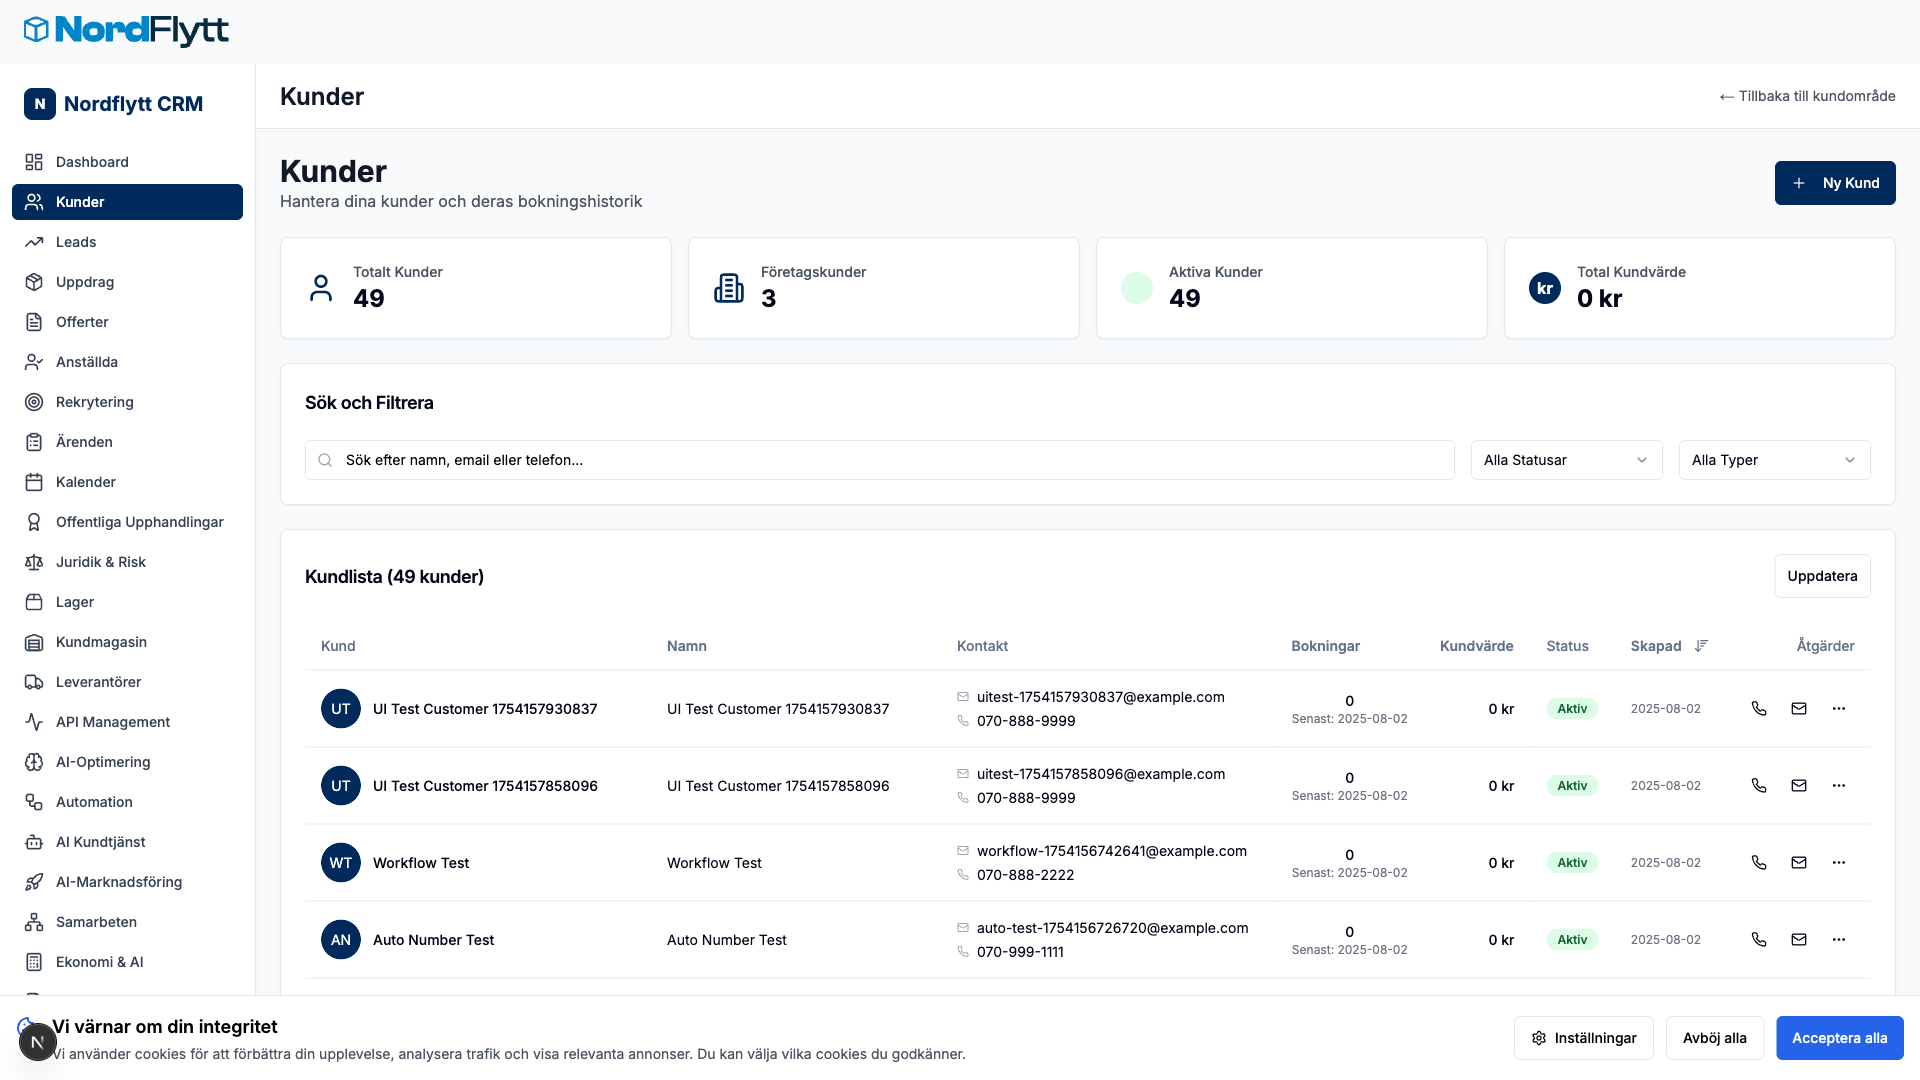 NordFlytt
N Nordflytt CRM
Dashboard
Kunder
Leads
Uppdrag
Offerter
Anställda
Rekrytering
Ärenden
Kalender
Offentliga Upphandlingar
Juridik & Risk
Lager
Kundmagasin
Leverantörer
API Management
AI-Optimering
Automation
AI Kundtjänst
AI-Marknadsföring
Samarbeten
Ekonomi & AI
Kunder
← Tillbaka till kundområde
Kunder
Hantera dina kunder och deras bokningshistorik
+ Ny Kund
Totalt Kunder
49
Företagskunder
3
Aktiva Kunder
49
kr
Total Kundvärde
0 kr
Sök och Filtrera
Sök efter namn, email eller telefon...
Alla Statusar
Alla Typer
Kundlista (49 kunder)
Uppdatera
Kund Namn Kontakt Bokningar Kundvärde Status Skapad Åtgärder
UT UI Test Customer 1754157930837 UI Test Customer 1754157930837
uitest-1754157930837@example.com
070-888-9999
0
Senast: 2025-08-02
0 kr Aktiv 2025-08-02
UT UI Test Customer 1754157858096 UI Test Customer 1754157858096
uitest-1754157858096@example.com
070-888-9999
0
Senast: 2025-08-02
0 kr Aktiv 2025-08-02
WT Workflow Test Workflow Test
workflow-1754156742641@example.com
070-888-2222
0
Senast: 2025-08-02
0 kr Aktiv 2025-08-02
AN Auto Number Test Auto Number Test
auto-test-1754156726720@example.com
070-999-1111
0
Senast: 2025-08-02
0 kr Aktiv 2025-08-02
N
Vi värnar om din integritet
Vi använder cookies för att förbättra din upplevelse, analysera trafik och visa relevanta annonser. Du kan välja vilka cookies du godkänner.
Inställningar
Avböj alla
Acceptera alla